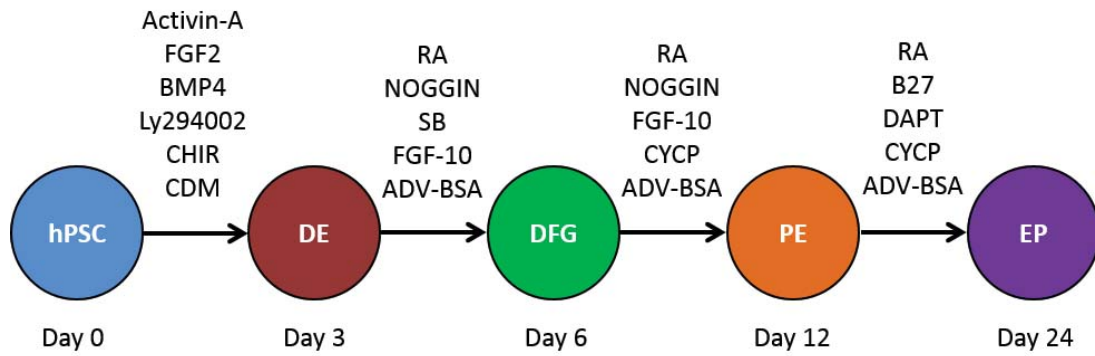 Activin-A
FGF2
BMP4
Ly294002
CHIR
CDM
RA
NOGGIN
SB
FGF-10
ADV-BSA
RA
NOGGIN
FGF-10
CYCP
ADV-BSA
RA
B27
DAPT
CYCP
ADV-BSA
hPSC
DE
DFG
PE
EP
Day 0
Day 3
Day 6
Day 12
Day 24